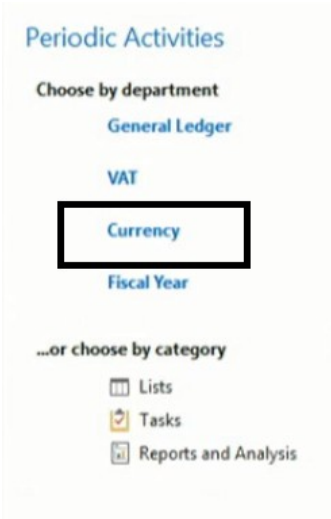 Periodic Activities
Choose by department
General Ledger
VAT
Currency
Fiscal Year
...or choose by category
Lists
Tasks
Reports and Analysis